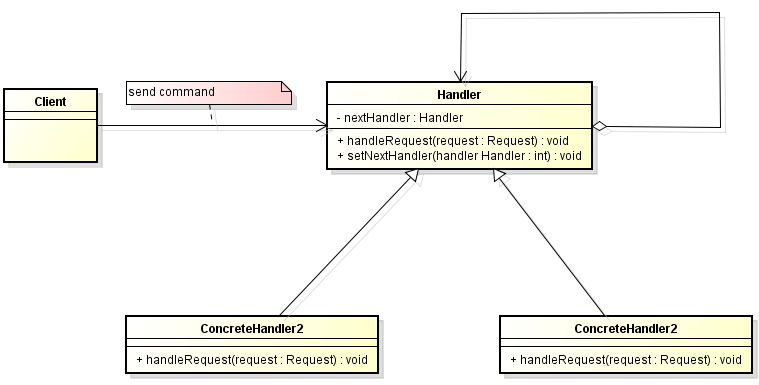 Client
send command
Handler
- nextHandler : Handler
+ handleRequest(request : Request) : void
+ setNextHandler(handler Handler : int) : void
ConcreteHandler2
+ handleRequest(request : Request) : void
ConcreteHandler2
+ handleRequest(request : Request) : void